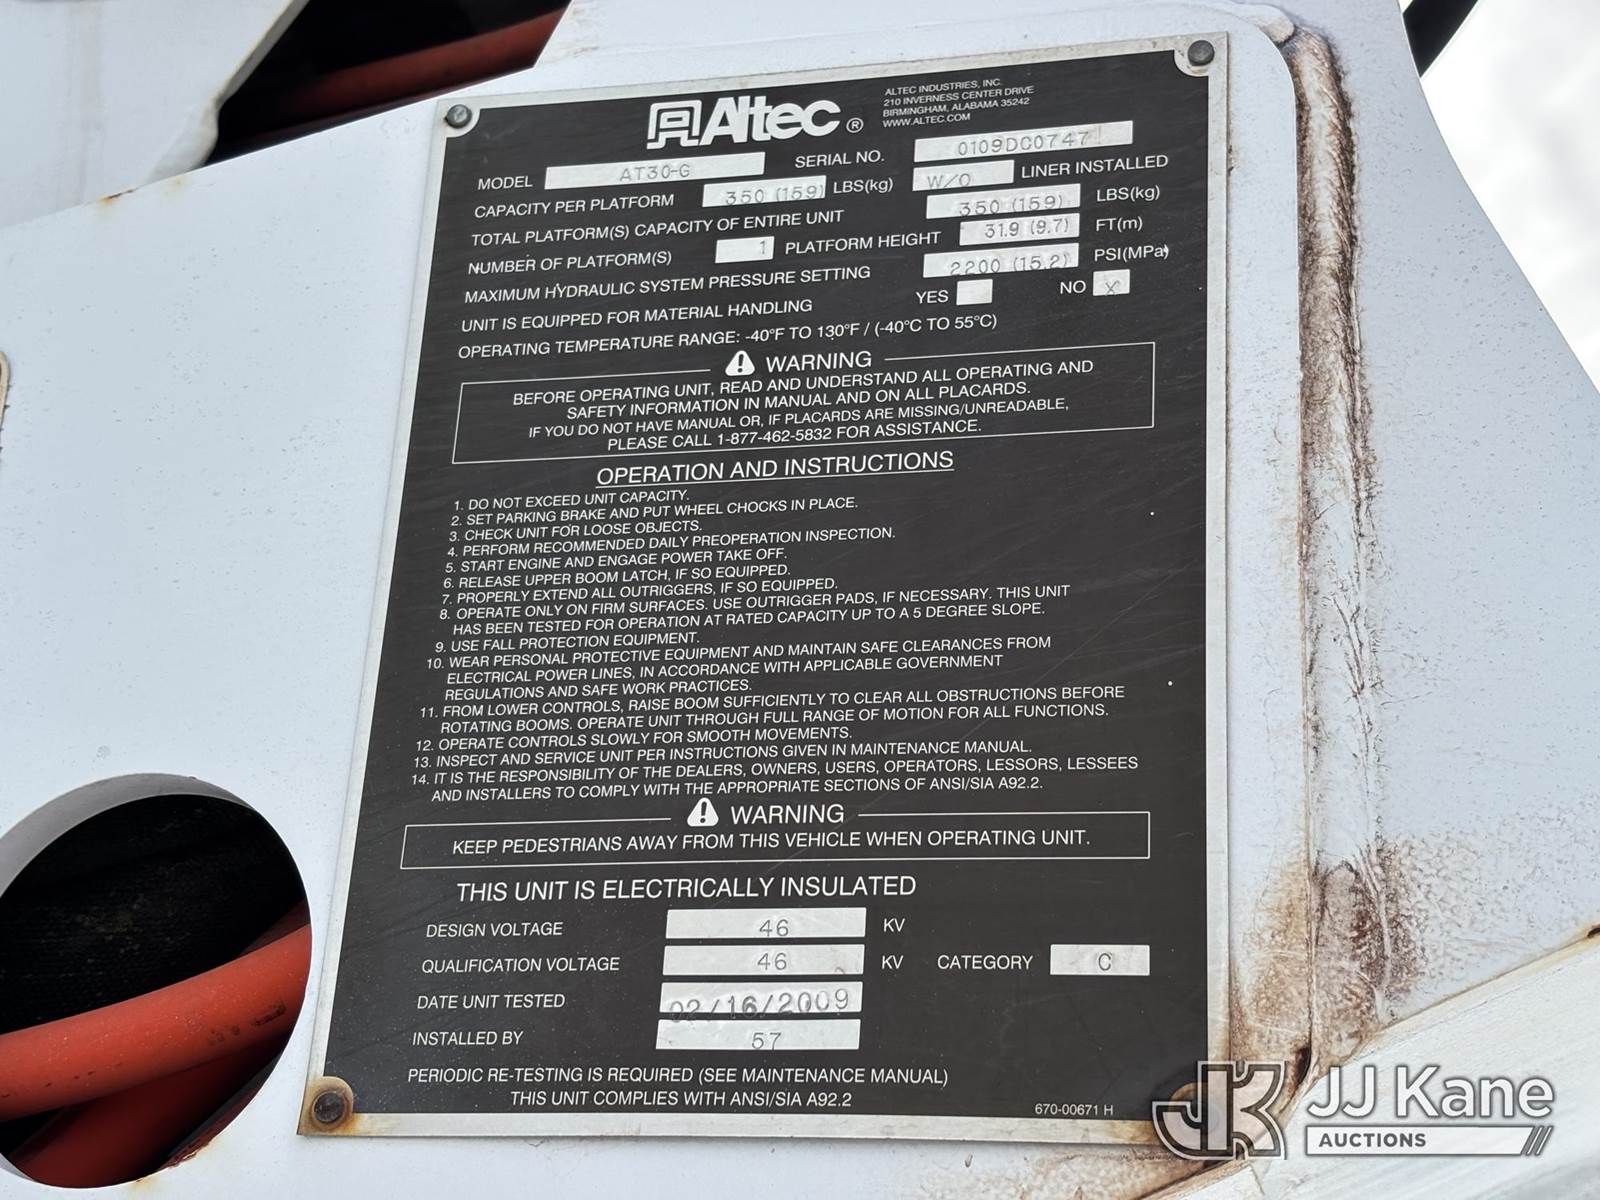 Altec ®
ALTEC INDUSTRIES, INC.
210 INVERNESS CENTER DRIVE
BIRMINGHAM, ALABAMA 35242
WWW.ALTEC.COM
MODEL AT30-G SERIAL NO. 0109DC0747
CAPACITY PER PLATFORM 350 (159) LBS(kg) W/O LINER INSTALLED
TOTAL PLATFORM(S) CAPACITY OF ENTIRE UNIT 350 (159) LBS(kg)
NUMBER OF PLATFORM(S) 1 PLATFORM HEIGHT 31.9 (9.7) FT(m)
MAXIMUM HYDRAULIC SYSTEM PRESSURE SETTING 2200 (15.2) PSI(MPa)
UNIT IS EQUIPPED FOR MATERIAL HANDLING YES NO X
OPERATING TEMPERATURE RANGE: -40°F TO 130°F / (-40°C TO 55°C)
WARNING
BEFORE OPERATING UNIT, READ AND UNDERSTAND ALL OPERATING AND
SAFETY INFORMATION IN MANUAL AND ON ALL PLACARDS.
IF YOU DO NOT HAVE MANUAL OR, IF PLACARDS ARE MISSING/UNREADABLE,
PLEASE CALL 1-877-462-5832 FOR ASSISTANCE.
OPERATION AND INSTRUCTIONS
1. DO NOT EXCEED UNIT CAPACITY.
2. SET PARKING BRAKE AND PUT WHEEL CHOCKS IN PLACE.
3. CHECK UNIT FOR LOOSE OBJECTS.
4. PERFORM RECOMMENDED DAILY PREOPERATION INSPECTION.
5. START ENGINE AND ENGAGE POWER TAKE OFF.
6. RELEASE UPPER BOOM LATCH, IF SO EQUIPPED.
7. PROPERLY EXTEND ALL OUTRIGGERS, IF SO EQUIPPED.
8. OPERATE ONLY ON FIRM SURFACES. USE OUTRIGGER PADS, IF NECESSARY. THIS UNIT
HAS BEEN TESTED FOR OPERATION AT RATED CAPACITY UP TO A 5 DEGREE SLOPE.
9. USE FALL PROTECTION EQUIPMENT.
10. WEAR PERSONAL PROTECTIVE EQUIPMENT AND MAINTAIN SAFE CLEARANCES FROM
ELECTRICAL POWER LINES, IN ACCORDANCE WITH APPLICABLE GOVERNMENT
REGULATIONS AND SAFE WORK PRACTICES.
11. FROM LOWER CONTROLS, RAISE BOOM SUFFICIENTLY TO CLEAR ALL OBSTRUCTIONS BEFORE
ROTATING BOOMS. OPERATE UNIT THROUGH FULL RANGE OF MOTION FOR ALL FUNCTIONS.
12. OPERATE CONTROLS SLOWLY FOR SMOOTH MOVEMENTS.
13. INSPECT AND SERVICE UNIT PER INSTRUCTIONS GIVEN IN MAINTENANCE MANUAL.
14. IT IS THE RESPONSIBILITY OF THE DEALERS, OWNERS, USERS, OPERATORS, LESSORS, LESSEES
AND INSTALLERS TO COMPLY WITH THE APPROPRIATE SECTIONS OF ANSI/SIA A92.2.
WARNING
KEEP PEDESTRIANS AWAY FROM THIS VEHICLE WHEN OPERATING UNIT.
THIS UNIT IS ELECTRICALLY INSULATED
DESIGN VOLTAGE 46 KV
QUALIFICATION VOLTAGE 46 KV CATEGORY C
DATE UNIT TESTED 02/16/2009
INSTALLED BY 57
PERIODIC RE-TESTING IS REQUIRED (SEE MAINTENANCE MANUAL)
THIS UNIT COMPLIES WITH ANSI/SIA A92.2
670-00671 H
JK JJ Kane
AUCTIONS